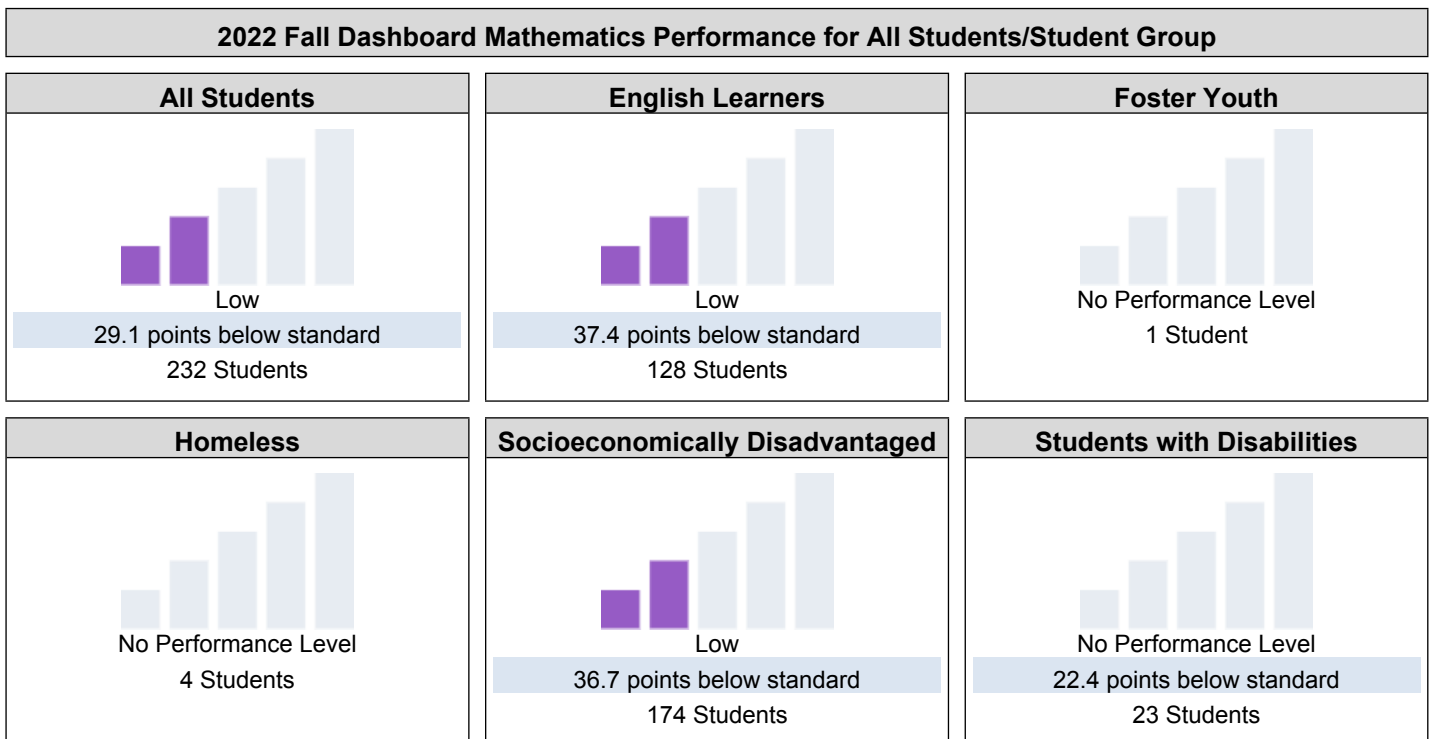 2022 Fall Dashboard Mathematics Performance for All Students/Student Group
All Students
Low
29.1 points below standard
232 Students
English Learners
Low
37.4 points below standard
128 Students
Foster Youth
No Performance Level
1 Student
Homeless
No Performance Level
4 Students
Socioeconomically Disadvantaged
Low
36.7 points below standard
174 Students
Students with Disabilities
No Performance Level
22.4 points below standard
23 Students